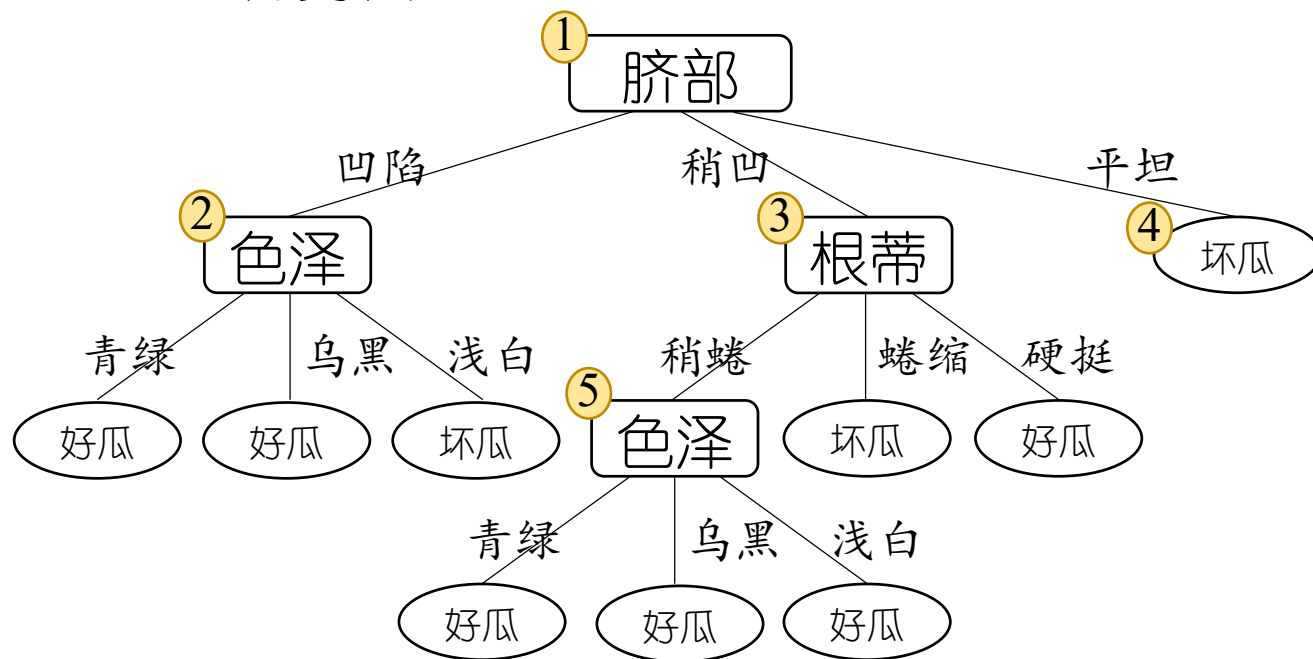 1
脐部
凹陷 稍凹 平坦
2 3 4
色泽 根蒂 坏瓜
青绿 乌黑 浅白 稍蜷 蜷缩 硬挺
5
好瓜 好瓜 坏瓜 色泽 坏瓜 好瓜
青绿 乌黑 浅白
好瓜 好瓜 好瓜